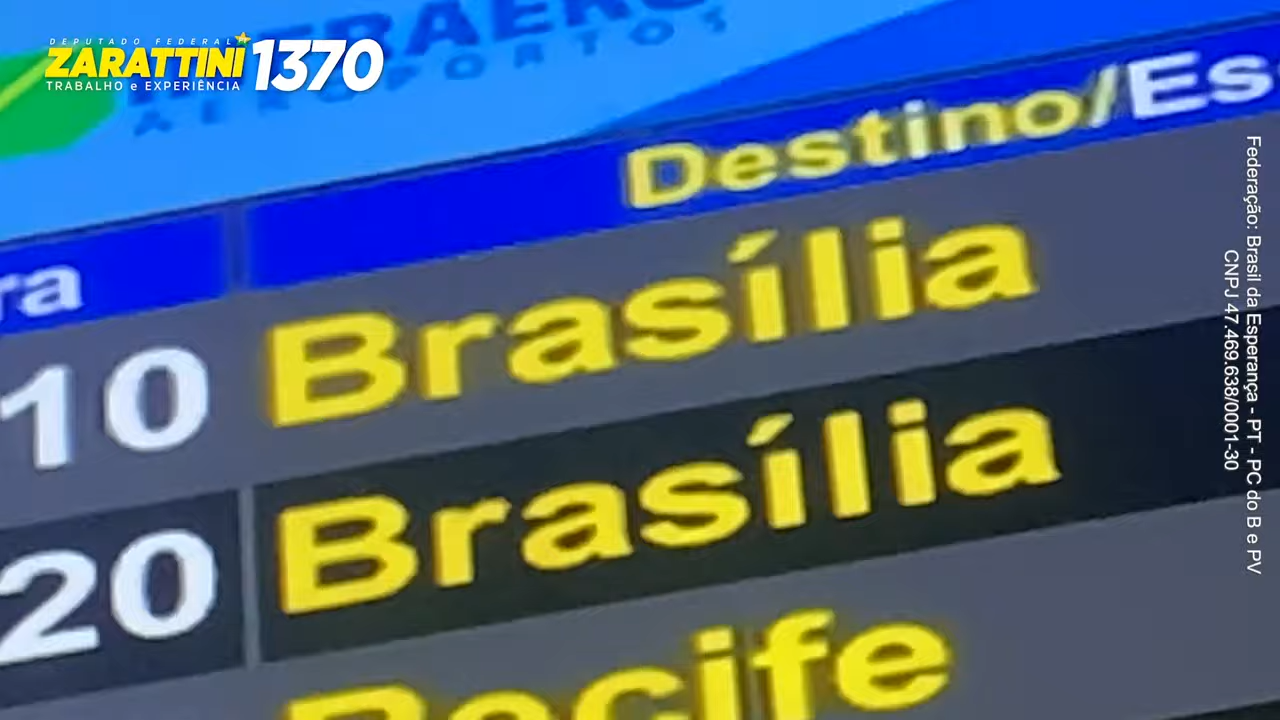 DEPUTADO FEDERAL
ZARATTINI 1370
TRABALHO e EXPERIÊNCIA
AEROPORTOS
Destino/Es
ra
10 Brasília
20 Brasília
Recife
Federação: Brasil da Esperança - PT - PC do B e PV
CNPJ 47.469.638/0001-30